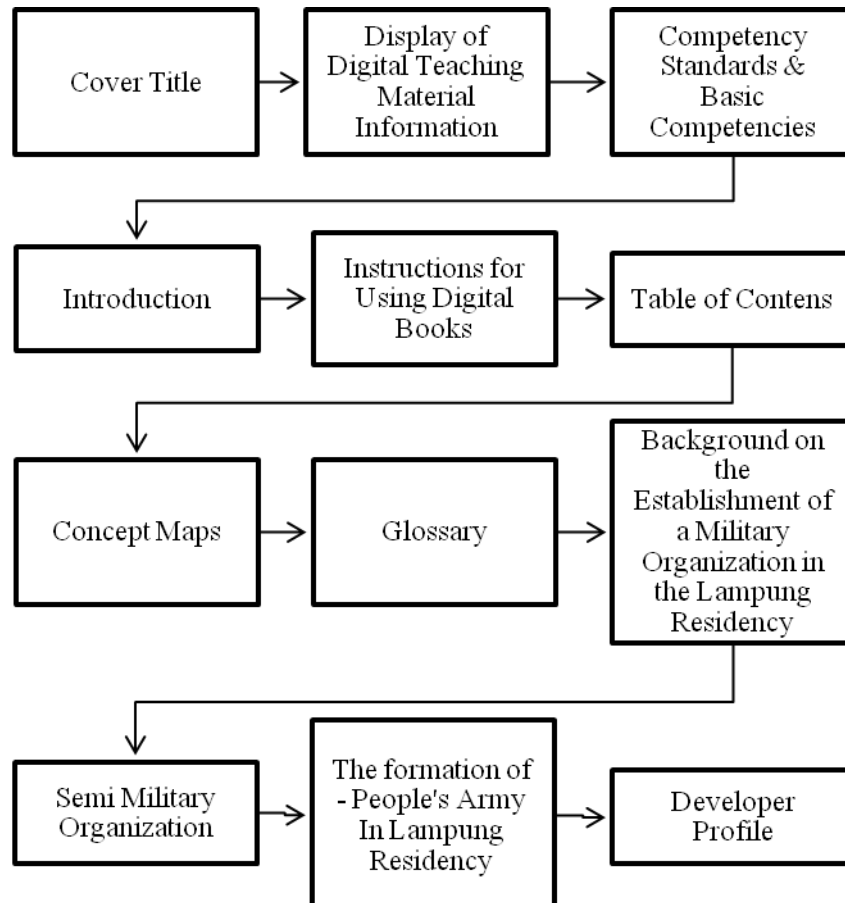 Cover Title
Display of
Digital Teaching
Material
Information
Competency
Standards &
Basic
Competencies
Introduction
Instructions for
Using Digital
Books
Table of Contens
Concept Maps
Glossary
Background on
the
Establishment of
a Military
Organization in
the Lampung
Residency
Semi Military
Organization
The formation of
- People's Army
In Lampung
Residency
Developer
Profile